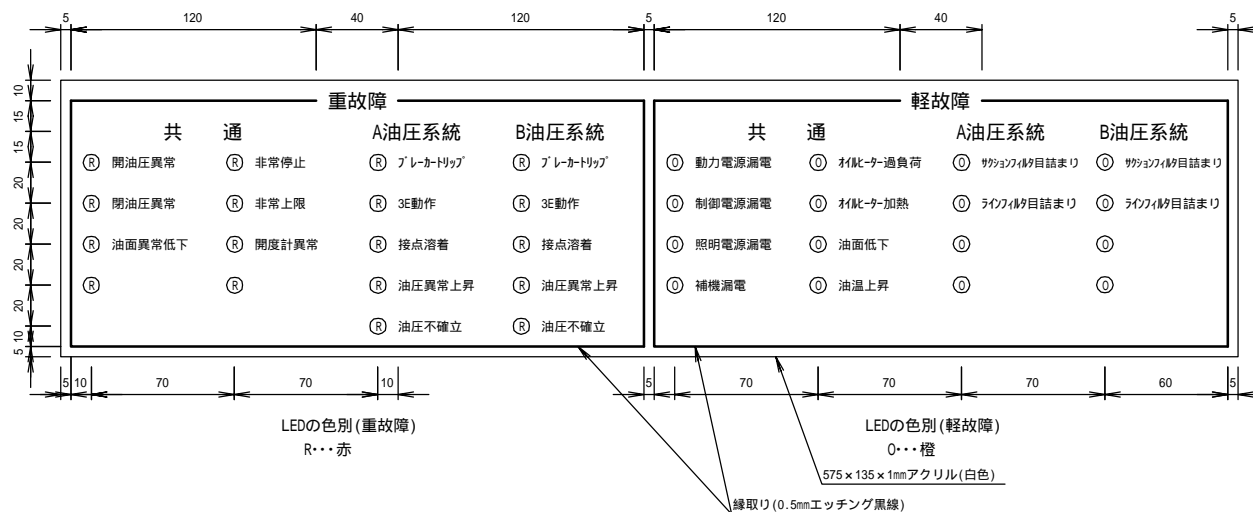 5 120 40 120 5 120 40 5
重故障 軽故障
共 通 A油圧系統 B油圧系統 共 通 A油圧系統 B油圧系統
R 開油圧異常 R 非常停止 R ブレーカートリップ R ブレーカートリップ O 動力電源漏電 O オイルヒーター過負荷 O サクションフィルタ目詰まり O サクションフィルタ目詰まり
R 閉油圧異常 R 非常上限 R 3E動作 R 3E動作 O 制御電源漏電 O オイルヒーター加熱 O ラインフィルタ目詰まり O ラインフィルタ目詰まり
R 油面異常低下 R 開度計異常 R 接点溶着 R 接点溶着 O 照明電源漏電 O 油面低下 O O
R R R 油圧異常上昇 R 油圧異常上昇 O 補機漏電 O 油温上昇 O O
R 油圧不確立 R 油圧不確立
10
15
15
20
20
20
20
10
5
5 10 70 70 10 5 70 70 70 60 5
LEDの色別(重故障) LEDの色別(軽故障)
R・・・赤 O・・・橙
575×135×1mmアクリル(白色)
縁取り(0.5mmエッチング黒線)